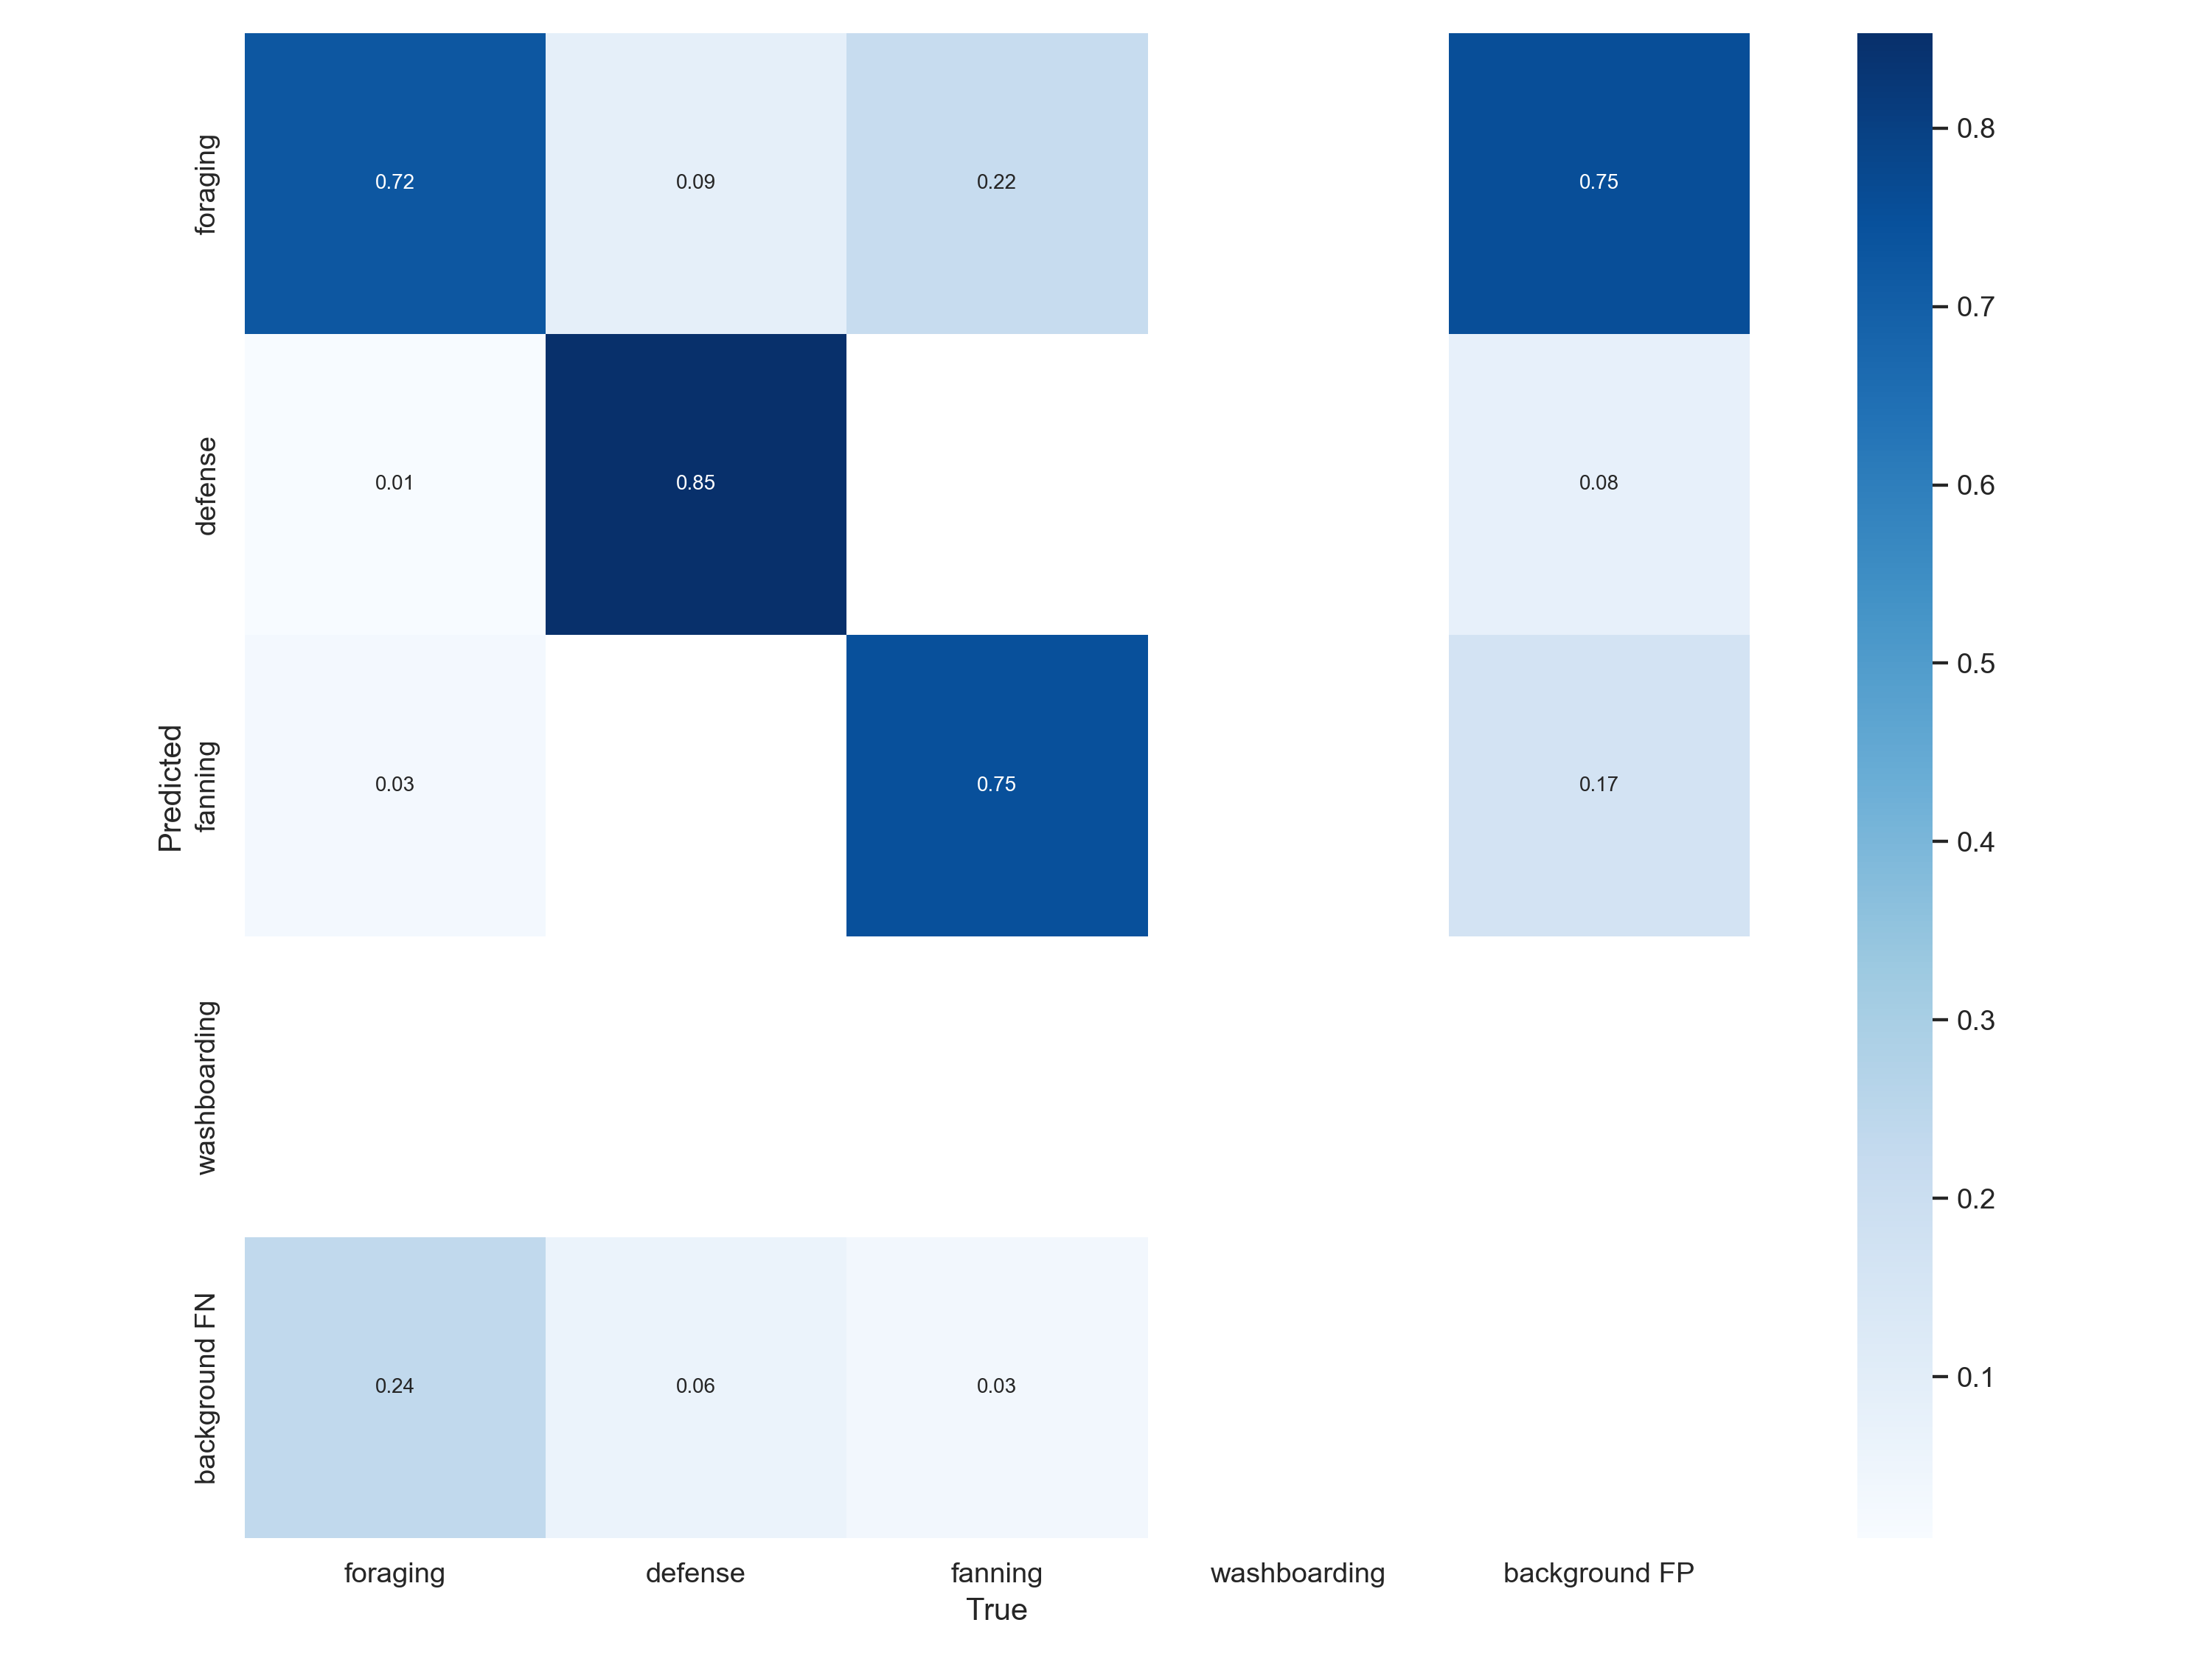 foraging
0.72
0.09
0.22
0.75
defense
0.01
0.85
0.08
Predicted
fanning
0.03
0.75
0.17
washboarding
background FN
0.24
0.06
0.03
foraging
defense
fanning
washboarding
background FP
True
0.8
0.7
0.6
0.5
0.4
0.3
0.2
0.1